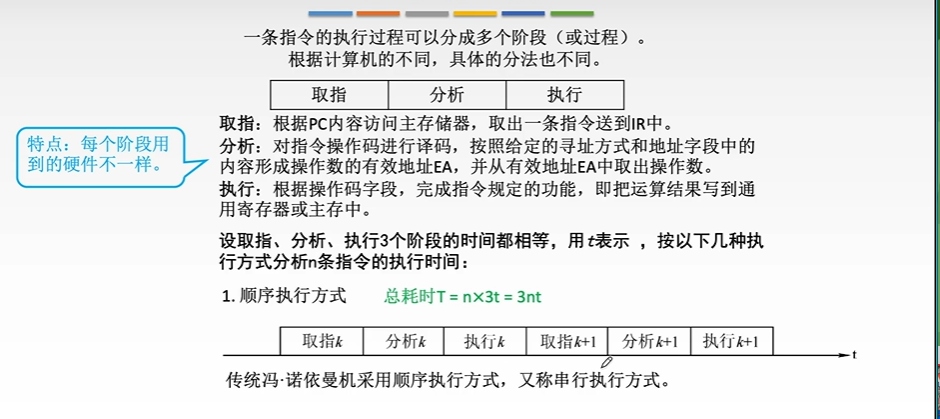 一条指令的执行过程可以分成多个阶段（或过程）。
根据计算机的不同，具体的分法也不同。
取指 分析 执行
特点：每个阶段用
到的硬件不一样。
取指：根据PC内容访问主存储器，取出一条指令送到IR中。
分析：对指令操作码进行译码，按照给定的寻址方式和地址字段中的
内容形成操作数的有效地址EA，并从有效地址EA中取出操作数。
执行：根据操作码字段，完成指令规定的功能，即把运算结果写到通
用寄存器或主存中。
设取指、分析、执行3个阶段的时间都相等，用t表示 ，按以下几种执
行方式分析n条指令的执行时间：
1. 顺序执行方式 总耗时T = n×3t = 3nt
取指k 分析k 执行k 取指k+1 分析k+1 执行k+1
t
传统冯·诺依曼机采用顺序执行方式，又称串行执行方式。